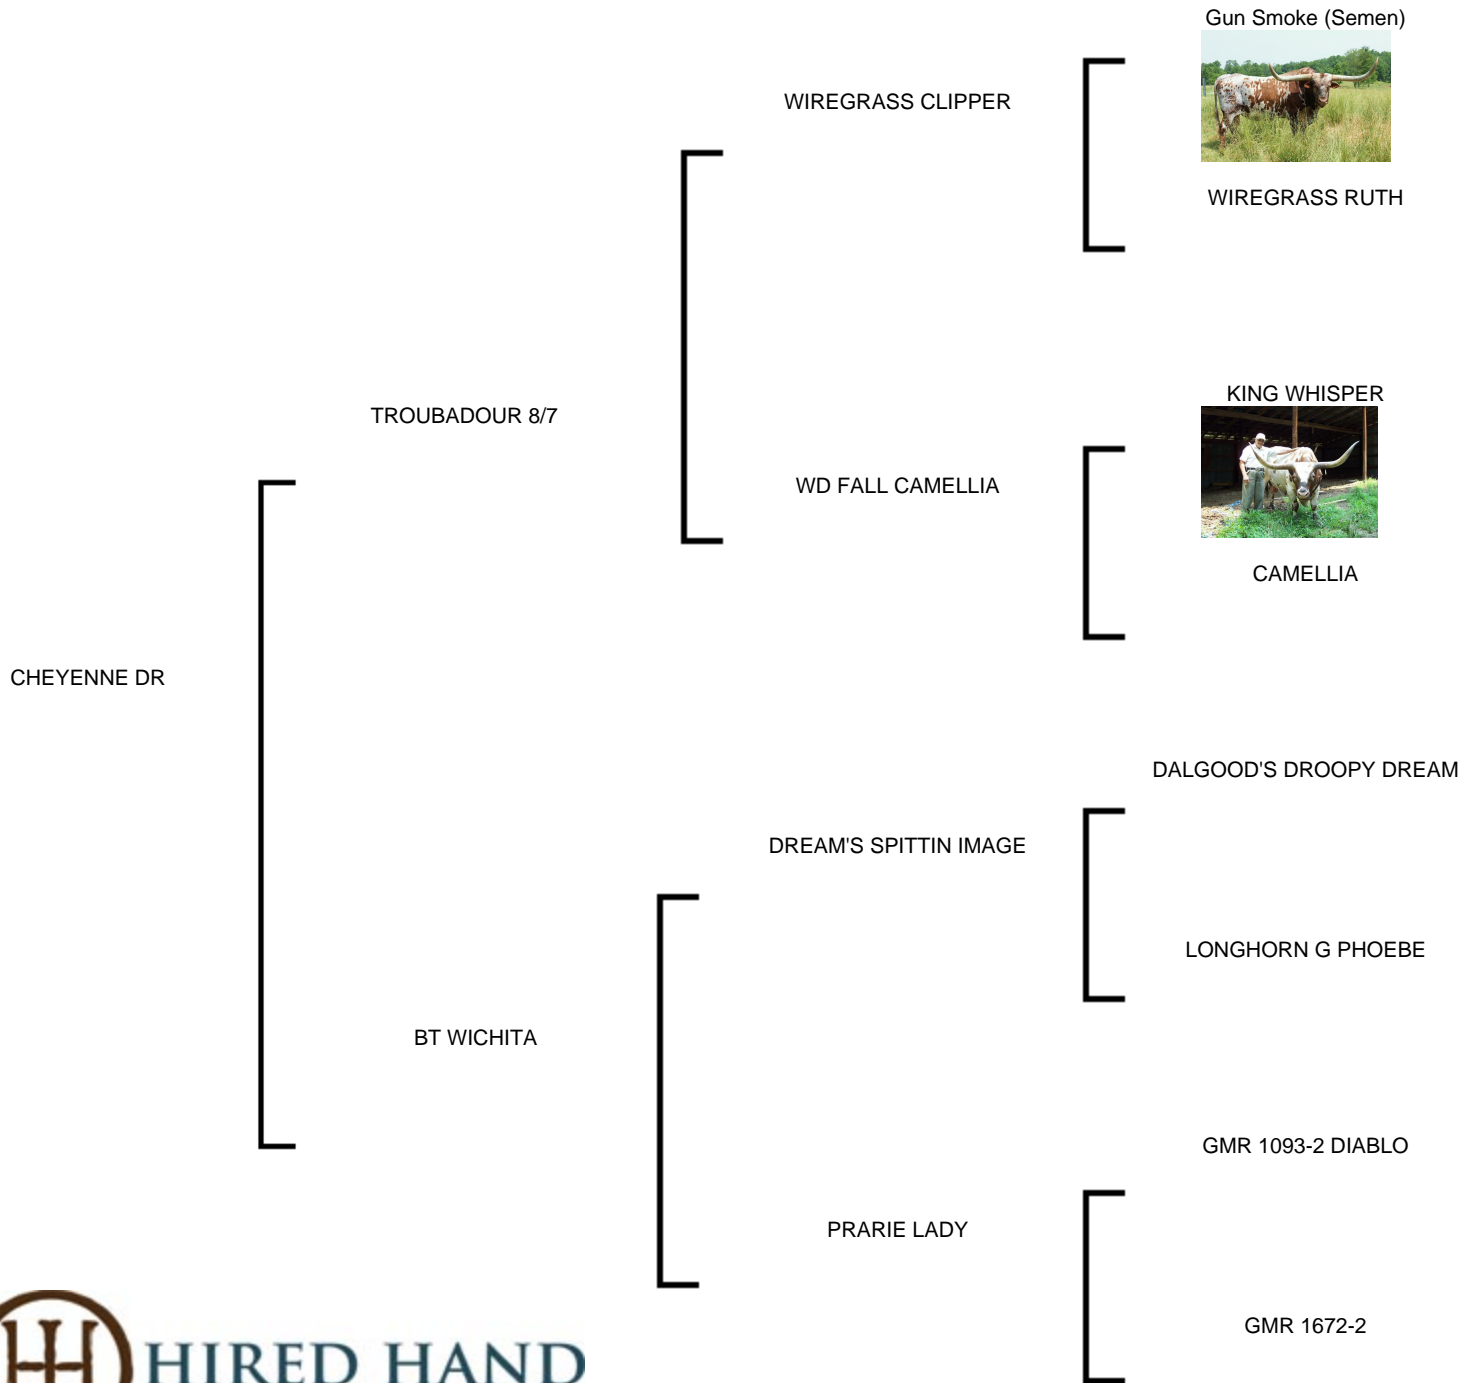 Gun Smoke (Semen)
WIREGRASS CLIPPER
WIREGRASS RUTH
KING WHISPER
TROUBADOUR 8/7
WD FALL CAMELLIA
CAMELLIA
CHEYENNE DR
DALGOOD'S DROOPY DREAM
DREAM'S SPITTIN IMAGE
LONGHORN G PHOEBE
BT WICHITA
GMR 1093-2 DIABLO
PRARIE LADY
GMR 1672-2
HIRED HAND